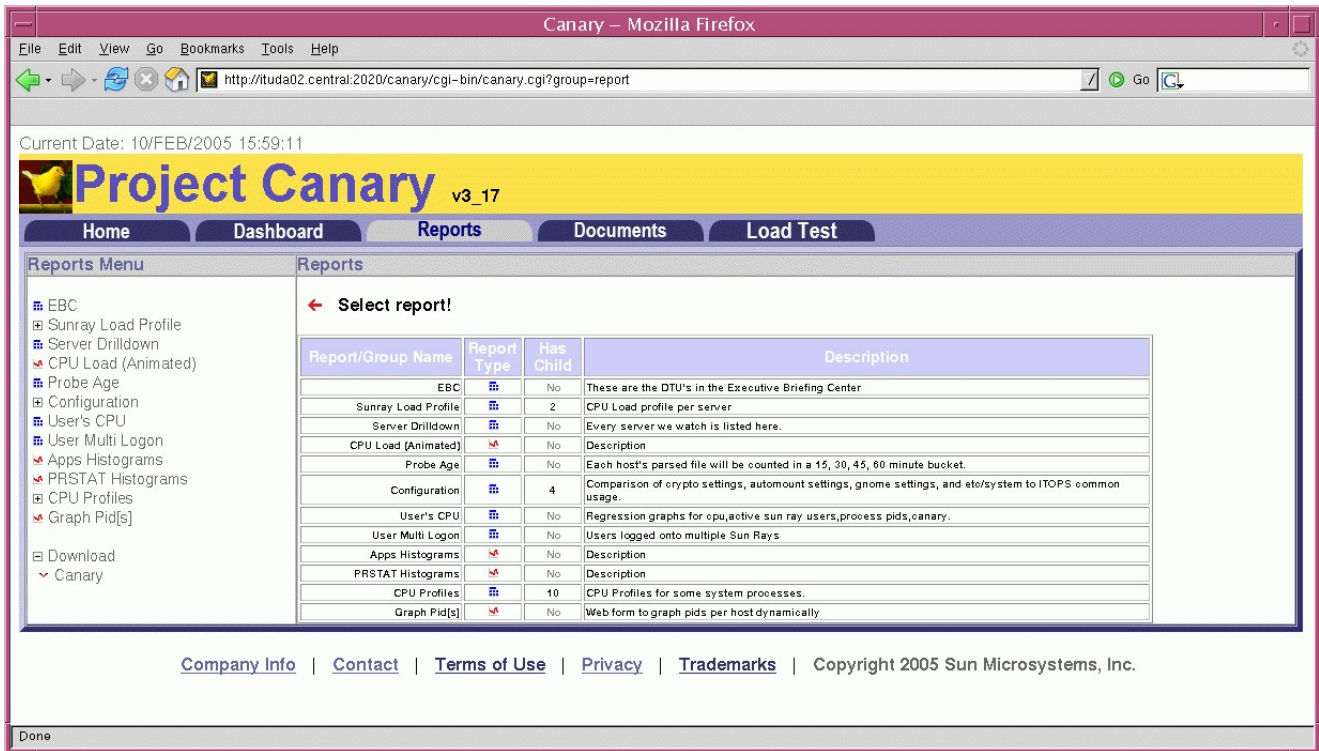 Canary – Mozilla Firefox
File Edit View Go Bookmarks Tools Help
http://ituda02.central:2020/canary/cgi-bin/canary.cgi?group=report Go G
Current Date: 10/FEB/2005 15:59:11
Project Canary v3_17
Home Dashboard Reports Documents Load Test
Reports Menu
EBC
Sunray Load Profile
Server Drilldown
CPU Load (Animated)
Probe Age
Configuration
User's CPU
User Multi Logon
Apps Histograms
PRSTAT Histograms
CPU Profiles
Graph Pid[s]
Download
Canary
Reports
Select report!
Report/Group Name Report Type Has Child Description
EBC No These are the DTU's in the Executive Briefing Center
Sunray Load Profile 2 CPU Load profile per server
Server Drilldown No Every server we watch is listed here.
CPU Load (Animated) No Description
Probe Age No Each host's parsed file will be counted in a 15, 30, 45, 60 minute bucket.
Configuration 4 Comparison of crypto settings, automount settings, gnome settings, and etc/system to ITOPS common
usage.
User's CPU No Regression graphs for cpu,active sun ray users,process pids,canary.
User Multi Logon No Users logged onto multiple Sun Rays
Apps Histograms No Description
PRSTAT Histograms No Description
CPU Profiles 10 CPU Profiles for some system processes.
Graph Pid[s] No Web form to graph pids per host dynamically
Company Info | Contact | Terms of Use | Privacy | Trademarks | Copyright 2005 Sun Microsystems, Inc.
Done